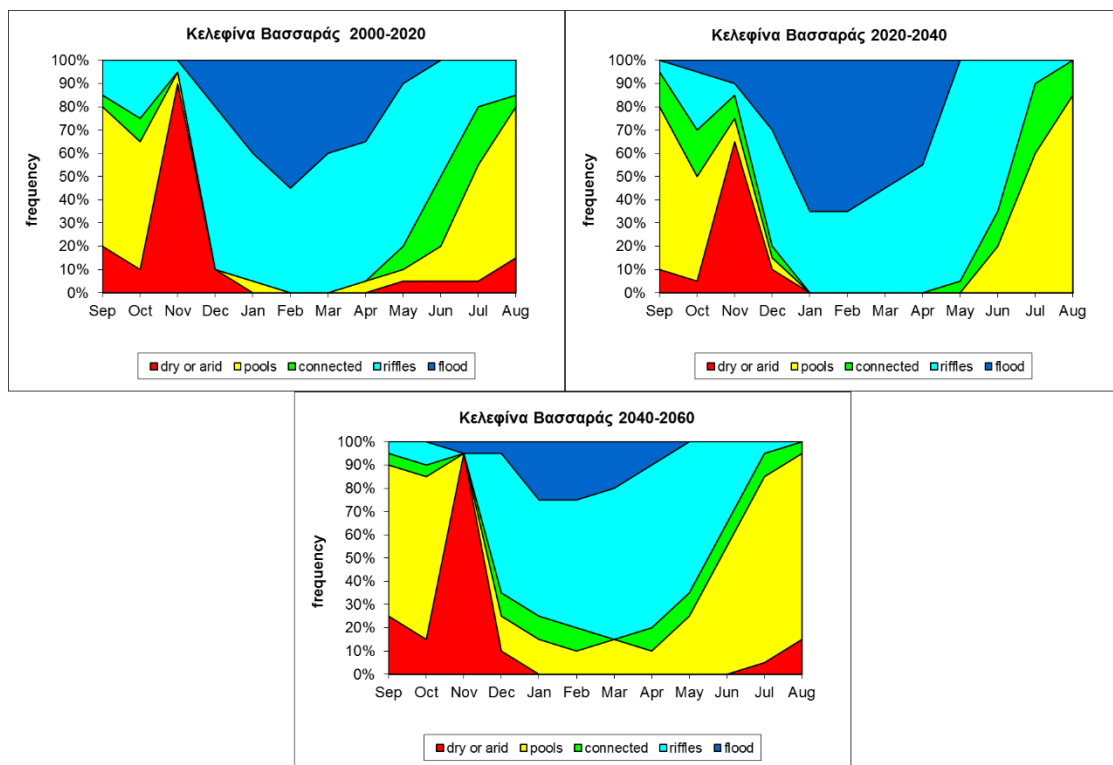 Κελεφίνα Βασσαράς 2000-2020
frequency
100%
90%
80%
70%
60%
50%
40%
30%
20%
10%
0%
Sep Oct Nov Dec Jan Feb Mar Apr May Jun Jul Aug
dry or arid pools connected riffles flood
Κελεφίνα Βασσαράς 2020-2040
frequency
100%
90%
80%
70%
60%
50%
40%
30%
20%
10%
0%
Sep Oct Nov Dec Jan Feb Mar Apr May Jun Jul Aug
dry or arid pools connected riffles flood
Κελεφίνα Βασσαράς 2040-2060
frequency
100%
90%
80%
70%
60%
50%
40%
30%
20%
10%
0%
Sep Oct Nov Dec Jan Feb Mar Apr May Jun Jul Aug
dry or arid pools connected riffles flood